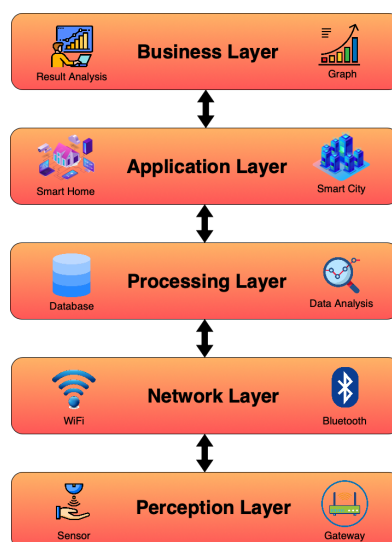 Business Layer
Result Analysis
Graph
Application Layer
Smart Home
Smart City
Processing Layer
Database
Data Analysis
Network Layer
WiFi
Bluetooth
Perception Layer
Sensor
Gateway